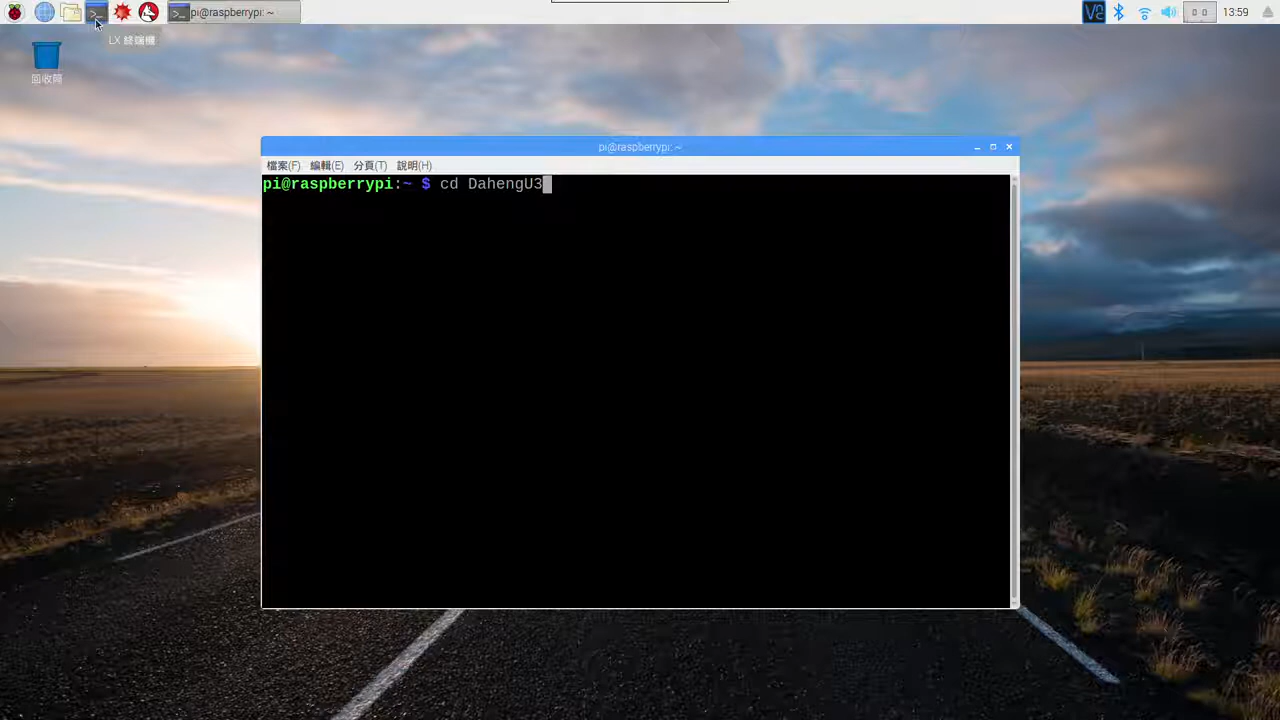 pi@raspberrypi: ~
13:59
LX 終端機
回收筒
pi@raspberrypi: ~
檔案(F) 編輯(E) 分頁(T) 說明(H)
pi@raspberrypi:~ $ cd DahengU3